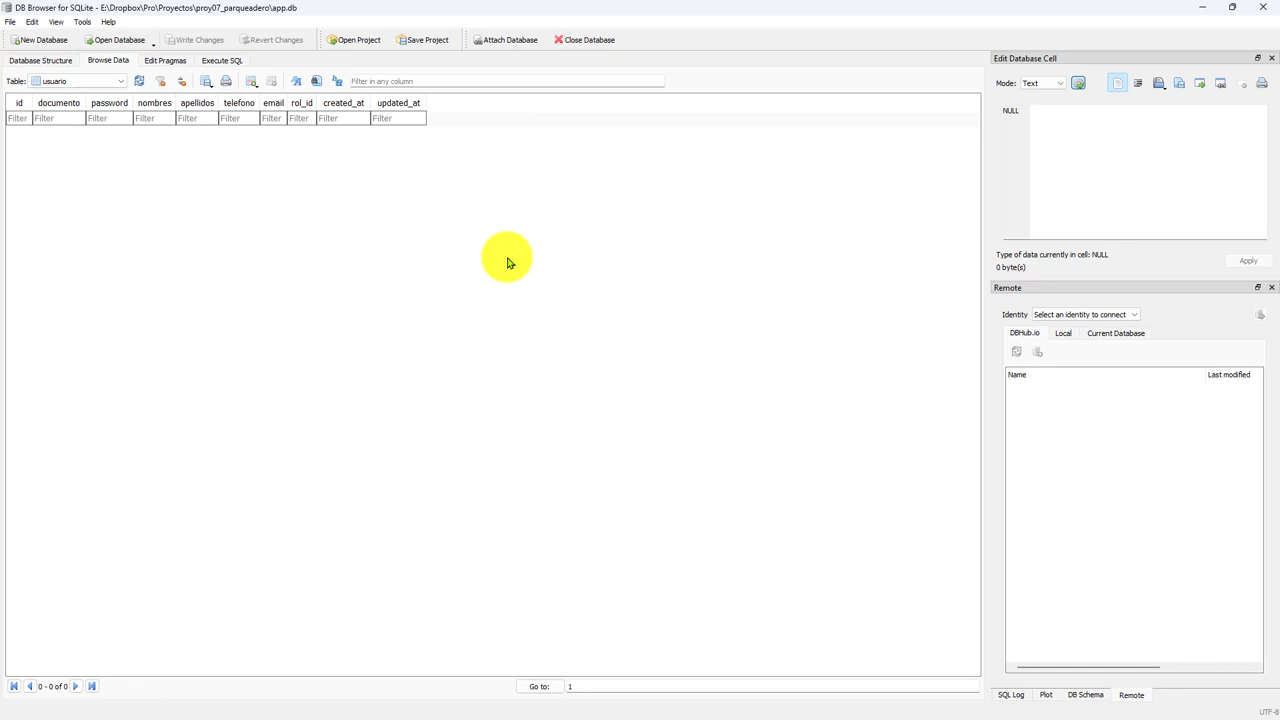 DB Browser for SQLite - E:\Dropbox\Pro\Proyectos\proy07_parqueadero\app.db
File Edit View Tools Help
New Database Open Database Write Changes Revert Changes Open Project Save Project Attach Database Close Database
Database Structure Browse Data Edit Pragmas Execute SQL
Table: usuario Filter in any column
id documento password nombres apellidos telefono email rol_id created_at updated_at
Filter Filter Filter Filter Filter Filter Filter Filter Filter Filter
0 - 0 of 0 Go to: 1
Edit Database Cell
Mode: Text
NULL
Type of data currently in cell: NULL
0 byte(s)
Apply
Remote
Identity Select an identity to connect
DBHub.io Local Current Database
Name Last modified
SQL Log Plot DB Schema Remote
UTF-8